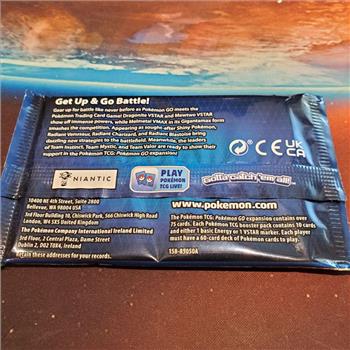 Get Up & Go Battle!
Gear up for battle like never before as Pokémon GO meets the
Pokémon Trading Card Game! Dragonite VSTAR and Mewtwo VSTAR
show off immense powers, while Melmetal VMAX in its Gigantamax form
smashes the competition. Appearing as sought-after Shiny Pokémon,
Radiant Venusaur, Radiant Charizard, and Radiant Blastoise bring
dazzling new strategies to the battlefield. Meanwhile, the leaders
of Team Instinct, Team Mystic, and Team Valor are ready to show their
support in the Pokémon TCG: Pokémon GO expansion!
CE UK
CA
NIANTIC
PLAY
POKÉMON
TCG LIVE!
Gotta catch 'em all!
10400 NE 4th Street, Suite 2800
Bellevue, WA 98004 USA
3rd Floor Building 10, Chiswick Park, 566 Chiswick High Road
London, W4 5XS United Kingdom
The Pokémon Company International Ireland Limited
3rd Floor, 2 Central Plaza, Dame Street
Dublin 2, D02 T0X4, Ireland
Retain these addresses for your records.
www.pokemon.com
The Pokémon TCG: Pokémon GO expansion contains over
75 cards. Each Pokémon TCG booster pack contains 10 cards
and either 1 basic Energy or 1 VSTAR marker. Each player
must have a 60-card deck of Pokémon cards to play.
158-83050A